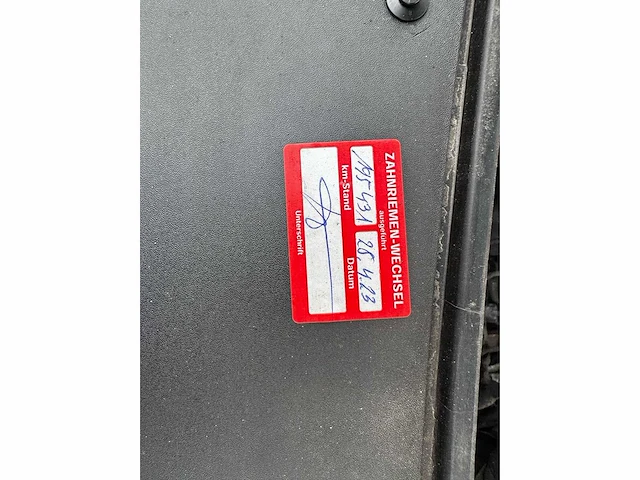 ZAHNRIEMEN-WECHSEL
ausgeführt
195431 28.4.23
km-Stand Datum
Unterschrift